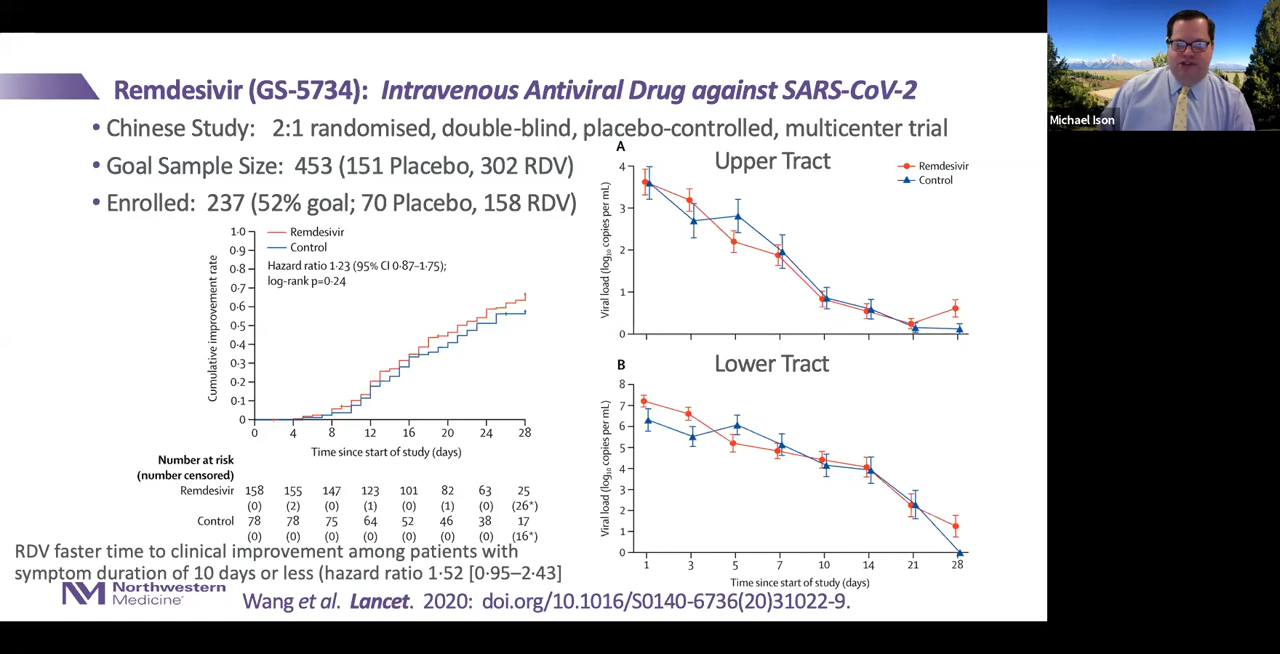 Remdesivir (GS-5734): Intravenous Antiviral Drug against SARS-CoV-2
• Chinese Study: 2:1 randomised, double-blind, placebo-controlled, multicenter trial
• Goal Sample Size: 453 (151 Placebo, 302 RDV)
• Enrolled: 237 (52% goal; 70 Placebo, 158 RDV)
Remdesivir
Control
Hazard ratio 1·23 (95% CI 0·87–1·75);
log-rank p=0·24
Cumulative improvement rate
1·0
0·9
0·8
0·7
0·6
0·5
0·4
0·3
0·2
0·1
0
0 4 8 12 16 20 24 28
Time since start of study (days)
Number at risk
(number censored)
Remdesivir 158 155 147 123 101 82 63 25
(0) (2) (0) (1) (0) (1) (0) (26*)
Control 78 78 75 64 52 46 38 17
(0) (0) (0) (0) (0) (0) (0) (16*)
RDV faster time to clinical improvement among patients with
symptom duration of 10 days or less (hazard ratio 1·52 [0·95–2·43]
A
Upper Tract
Remdesivir
Control
Viral load (log10 copies per mL)
4
3
2
1
0
B
Lower Tract
Viral load (log10 copies per mL)
8
7
6
5
4
3
2
1
0
1 3 5 7 10 14 21 28
Time since start of study (days)
NM Northwestern
Medicine
Wang et al. Lancet. 2020: doi.org/10.1016/S0140-6736(20)31022-9.
Michael Ison